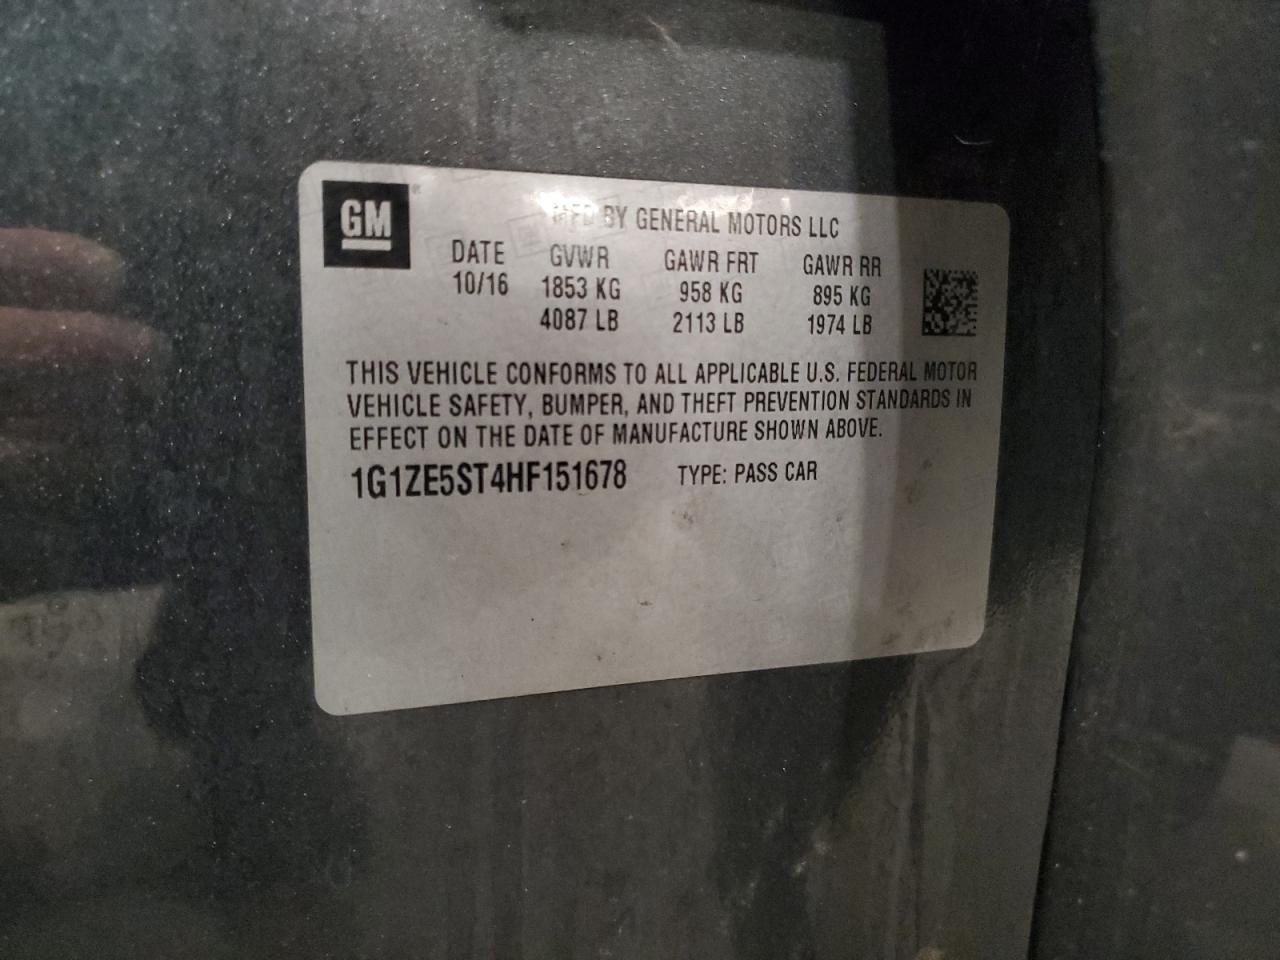 GM
MFD BY GENERAL MOTORS LLC
DATE GVWR GAWR FRT GAWR RR
10/16 1853 KG 958 KG 895 KG
4087 LB 2113 LB 1974 LB
THIS VEHICLE CONFORMS TO ALL APPLICABLE U.S. FEDERAL MOTOR
VEHICLE SAFETY, BUMPER, AND THEFT PREVENTION STANDARDS IN
EFFECT ON THE DATE OF MANUFACTURE SHOWN ABOVE.
1G1ZE5ST4HF151678 TYPE: PASS CAR